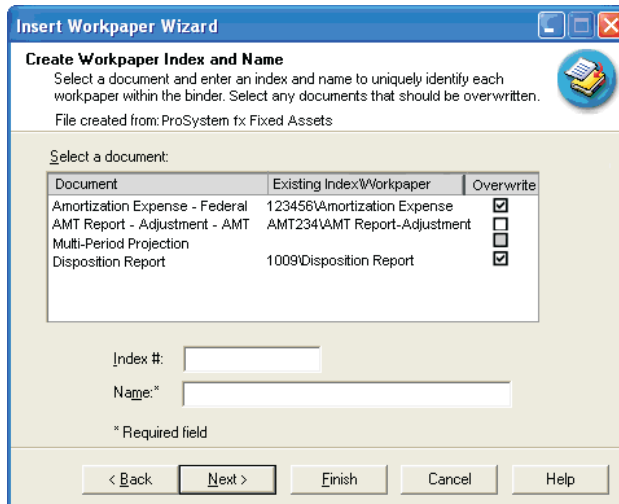 Insert Workpaper Wizard
Create Workpaper Index and Name
Select a document and enter an index and name to uniquely identify each
workpaper within the binder. Select any documents that should be overwritten.
File created from: ProSystem fx Fixed Assets
Select a document:
Document Existing Index\Workpaper Overwrite
Amortization Expense - Federal 123456\Amortization Expense
AMT Report - Adjustment - AMT AMT234\AMT Report-Adjustment
Multi-Period Projection
Disposition Report 1009\Disposition Report
Index #:
Name:*
* Required field
< Back Next > Finish Cancel Help